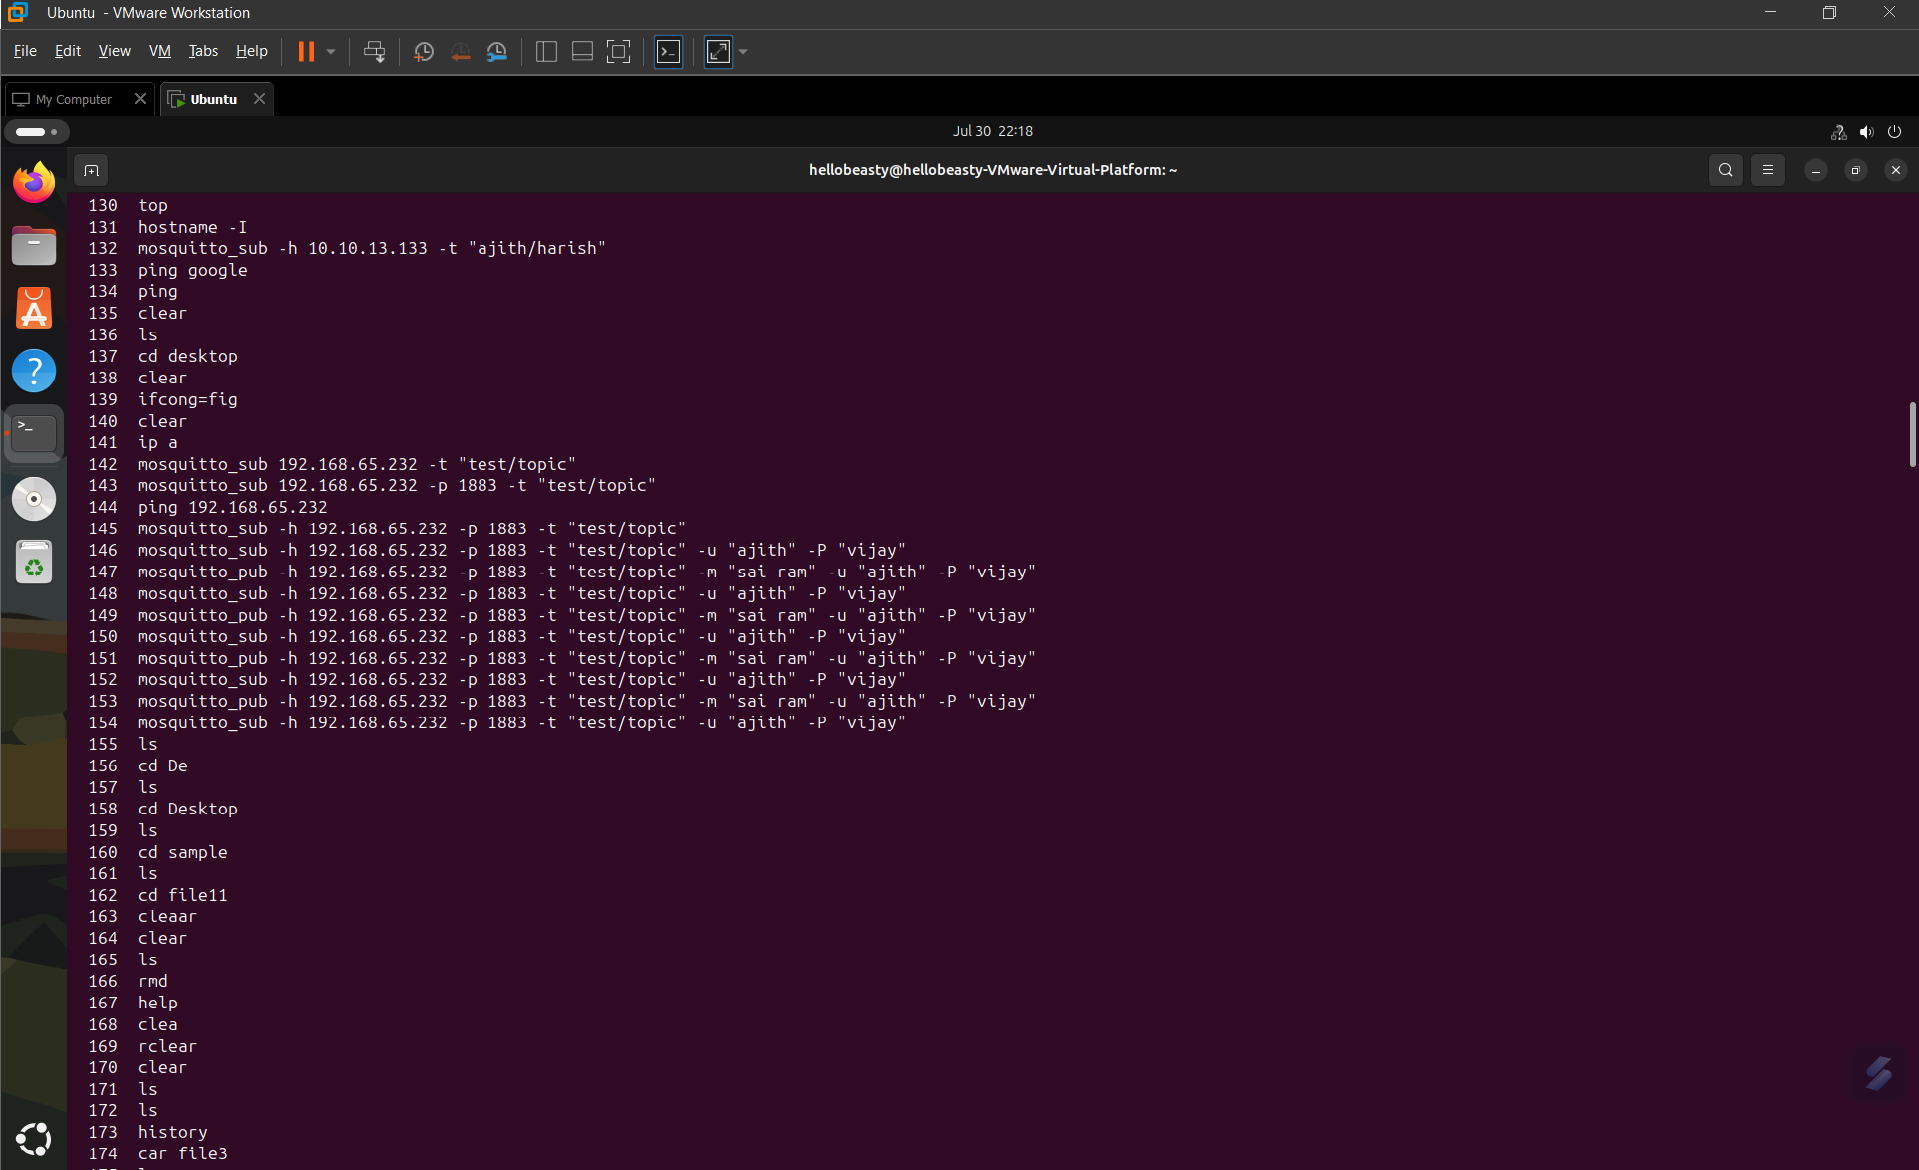 Ubuntu - VMware Workstation
File Edit View VM Tabs Help
My Computer Ubuntu
Jul 30 22:18
hellobeasty@hellobeasty-VMware-Virtual-Platform: ~
130 top
131 hostname -I
132 mosquitto_sub -h 10.10.13.133 -t "ajith/harish"
133 ping google
134 ping
135 clear
136 ls
137 cd desktop
138 clear
139 ifcong=fig
140 clear
141 ip a
142 mosquitto_sub 192.168.65.232 -t "test/topic"
143 mosquitto_sub 192.168.65.232 -p 1883 -t "test/topic"
144 ping 192.168.65.232
145 mosquitto_sub -h 192.168.65.232 -p 1883 -t "test/topic"
146 mosquitto_sub -h 192.168.65.232 -p 1883 -t "test/topic" -u "ajith" -P "vijay"
147 mosquitto_pub -h 192.168.65.232 -p 1883 -t "test/topic" -m "sai ram" -u "ajith" -P "vijay"
148 mosquitto_sub -h 192.168.65.232 -p 1883 -t "test/topic" -u "ajith" -P "vijay"
149 mosquitto_pub -h 192.168.65.232 -p 1883 -t "test/topic" -m "sai ram" -u "ajith" -P "vijay"
150 mosquitto_sub -h 192.168.65.232 -p 1883 -t "test/topic" -u "ajith" -P "vijay"
151 mosquitto_pub -h 192.168.65.232 -p 1883 -t "test/topic" -m "sai ram" -u "ajith" -P "vijay"
152 mosquitto_sub -h 192.168.65.232 -p 1883 -t "test/topic" -u "ajith" -P "vijay"
153 mosquitto_pub -h 192.168.65.232 -p 1883 -t "test/topic" -m "sai ram" -u "ajith" -P "vijay"
154 mosquitto_sub -h 192.168.65.232 -p 1883 -t "test/topic" -u "ajith" -P "vijay"
155 ls
156 cd De
157 ls
158 cd Desktop
159 ls
160 cd sample
161 ls
162 cd file11
163 cleaar
164 clear
165 ls
166 rmd
167 help
168 clea
169 rclear
170 clear
171 ls
172 ls
173 history
174 car file3